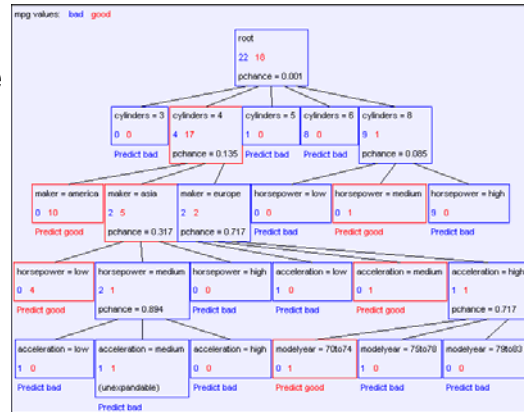 mpg values: bad good
root
22 18
pchance = 0.001
cylinders = 3
0 0
Predict bad
cylinders = 4
4 17
pchance = 0.135
cylinders = 5
1 0
Predict bad
cylinders = 6
8 0
Predict bad
cylinders = 8
9 1
pchance = 0.085
maker = america
0 10
Predict good
maker = asia
2 5
pchance = 0.317
maker = europe
2 2
pchance = 0.717
horsepower = low
0 0
Predict bad
horsepower = medium
0 1
Predict good
horsepower = high
9 0
Predict bad
horsepower = low
0 4
Predict good
horsepower = medium
2 1
pchance = 0.894
horsepower = high
0 0
Predict bad
acceleration = low
1 0
Predict bad
acceleration = medium
0 1
Predict good
acceleration = high
1 1
pchance = 0.717
acceleration = low
1 0
Predict bad
acceleration = medium
1 1
(unexpandable)
Predict bad
acceleration = high
0 0
Predict bad
modelyear = 70to74
0 1
Predict good
modelyear = 75to78
1 0
Predict bad
modelyear = 79to83
0 0
Predict bad